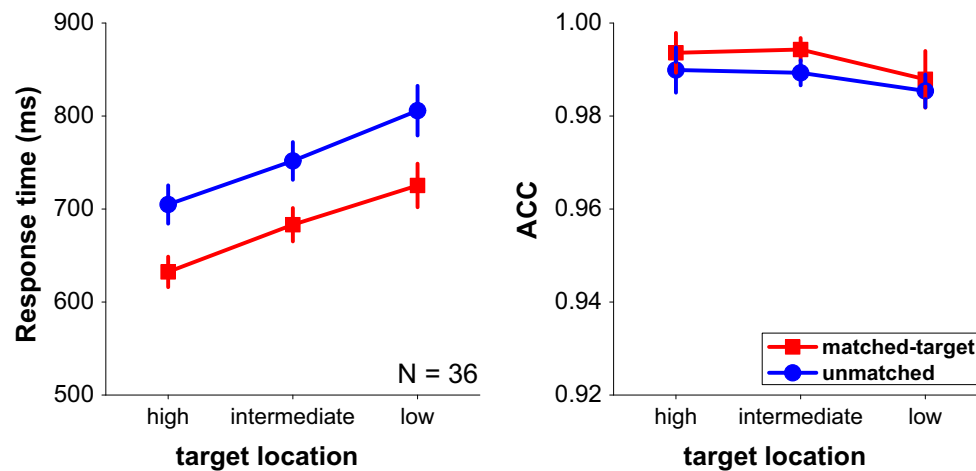 900
800
700
600
500
Response time (ms)
N = 36
high intermediate low
target location
1.00
0.98
0.96
0.94
0.92
ACC
matched-target
unmatched
high intermediate low
target location